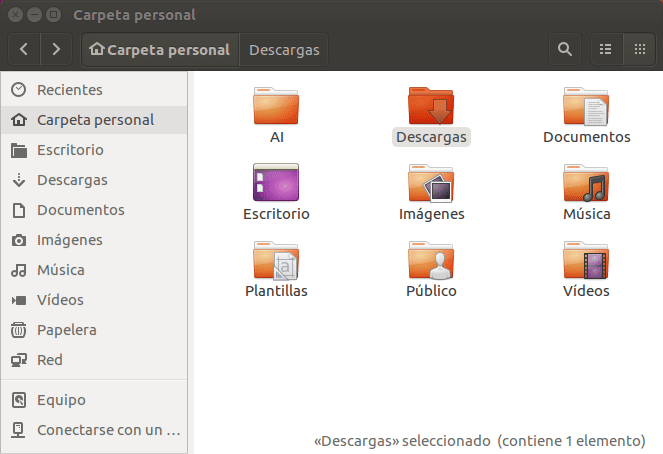 Carpeta personal
Carpeta personal
Descargas
Recientes
Carpeta personal
Escritorio
Descargas
Documentos
Imágenes
Música
Vídeos
Papelera
Red
Equipo
Conectarse con un ...
AI
Descargas
Documentos
Escritorio
Imágenes
Música
Plantillas
a
Público
Vídeos
«Descargas» seleccionado (contiene 1 elemento)